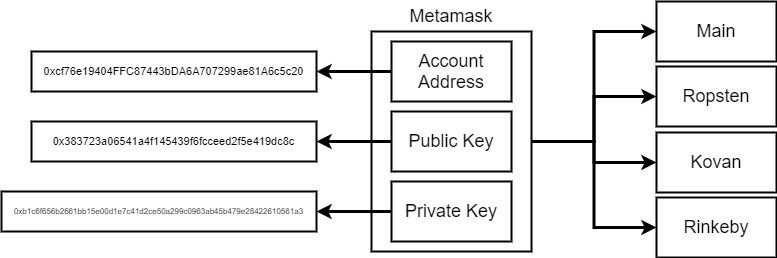 Metamask
Account
Address
Public Key
Private Key
0xcf76e19404FFC87443bDA6A707299ae81A6c5c20
0x383723a06541a4f145439f6fcceed2f5e419dc8c
0xb1c6f656b2661bb15e00d1e7c41d2ce50a299c0963ab45b479e28422610561a3
Main
Ropsten
Kovan
Rinkeby